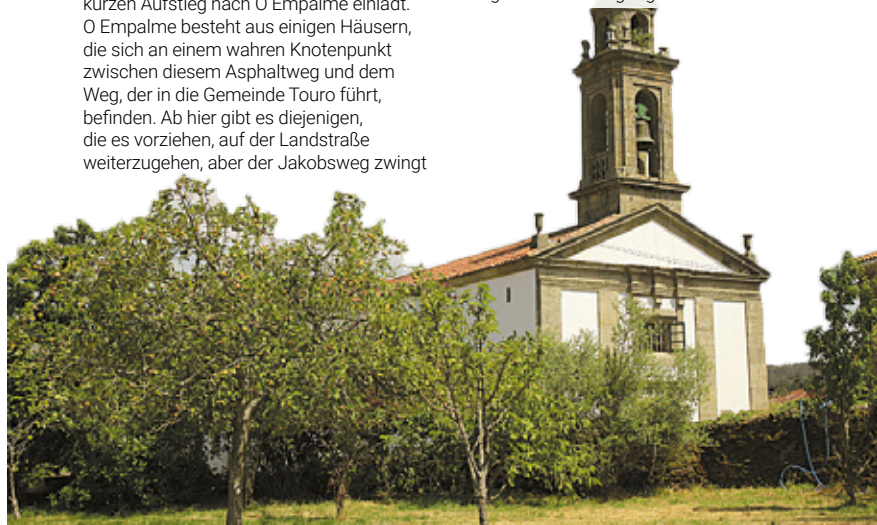 kurzen Aufstieg nach O Empalme einlädt.
O Empalme besteht aus einigen Häusern,
die sich an einem wahren Knotenpunkt
zwischen diesem Asphaltweg und dem
Weg, der in die Gemeinde Touro führt,
befinden. Ab hier gibt es diejenigen,
die es vorziehen, auf der Landstraße
weiterzugehen, aber der Jakobsweg zwingt